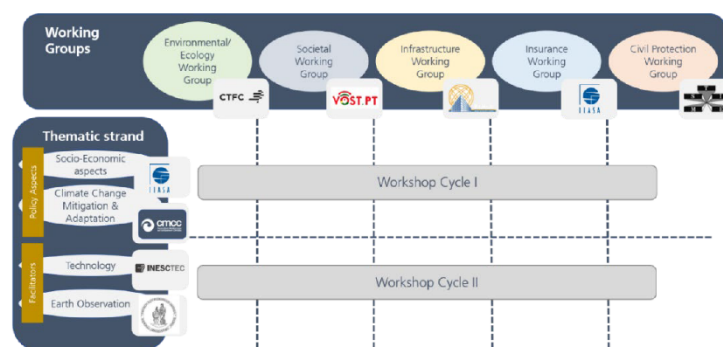 Working
Groups
Environmental/
Ecology
Working
Group
Societal
Working
Group
Infrastructure
Working
Group
Insurance
Working
Group
Civil Protection
Working
Group
CTFC
VOST.PT
IIASA
Thematic strand
Policy Aspects
Socio-Economic
aspects
IIASA
Climate Change
Mitigation &
Adaptation
cmcc
Workshop Cycle I
Facilitators
Technology
INESCTEC
Earth Observation
Workshop Cycle II